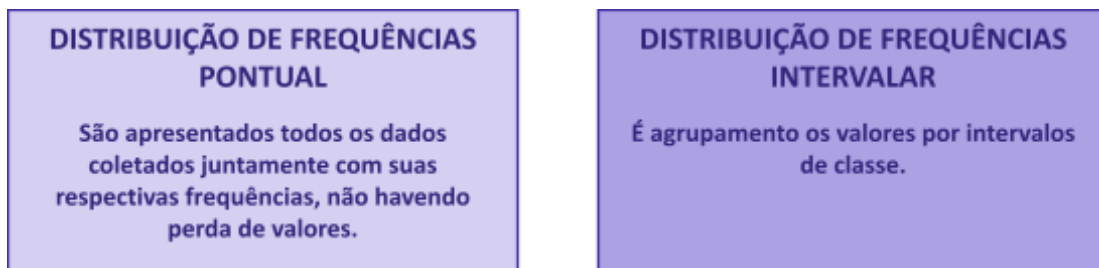 DISTRIBUIÇÃO DE FREQUÊNCIAS
PONTUAL
São apresentados todos os dados
coletados juntamente com suas
respectivas frequências, não havendo
perda de valores.
DISTRIBUIÇÃO DE FREQUÊNCIAS
INTERVALAR
É agrupamento os valores por intervalos
de classe.